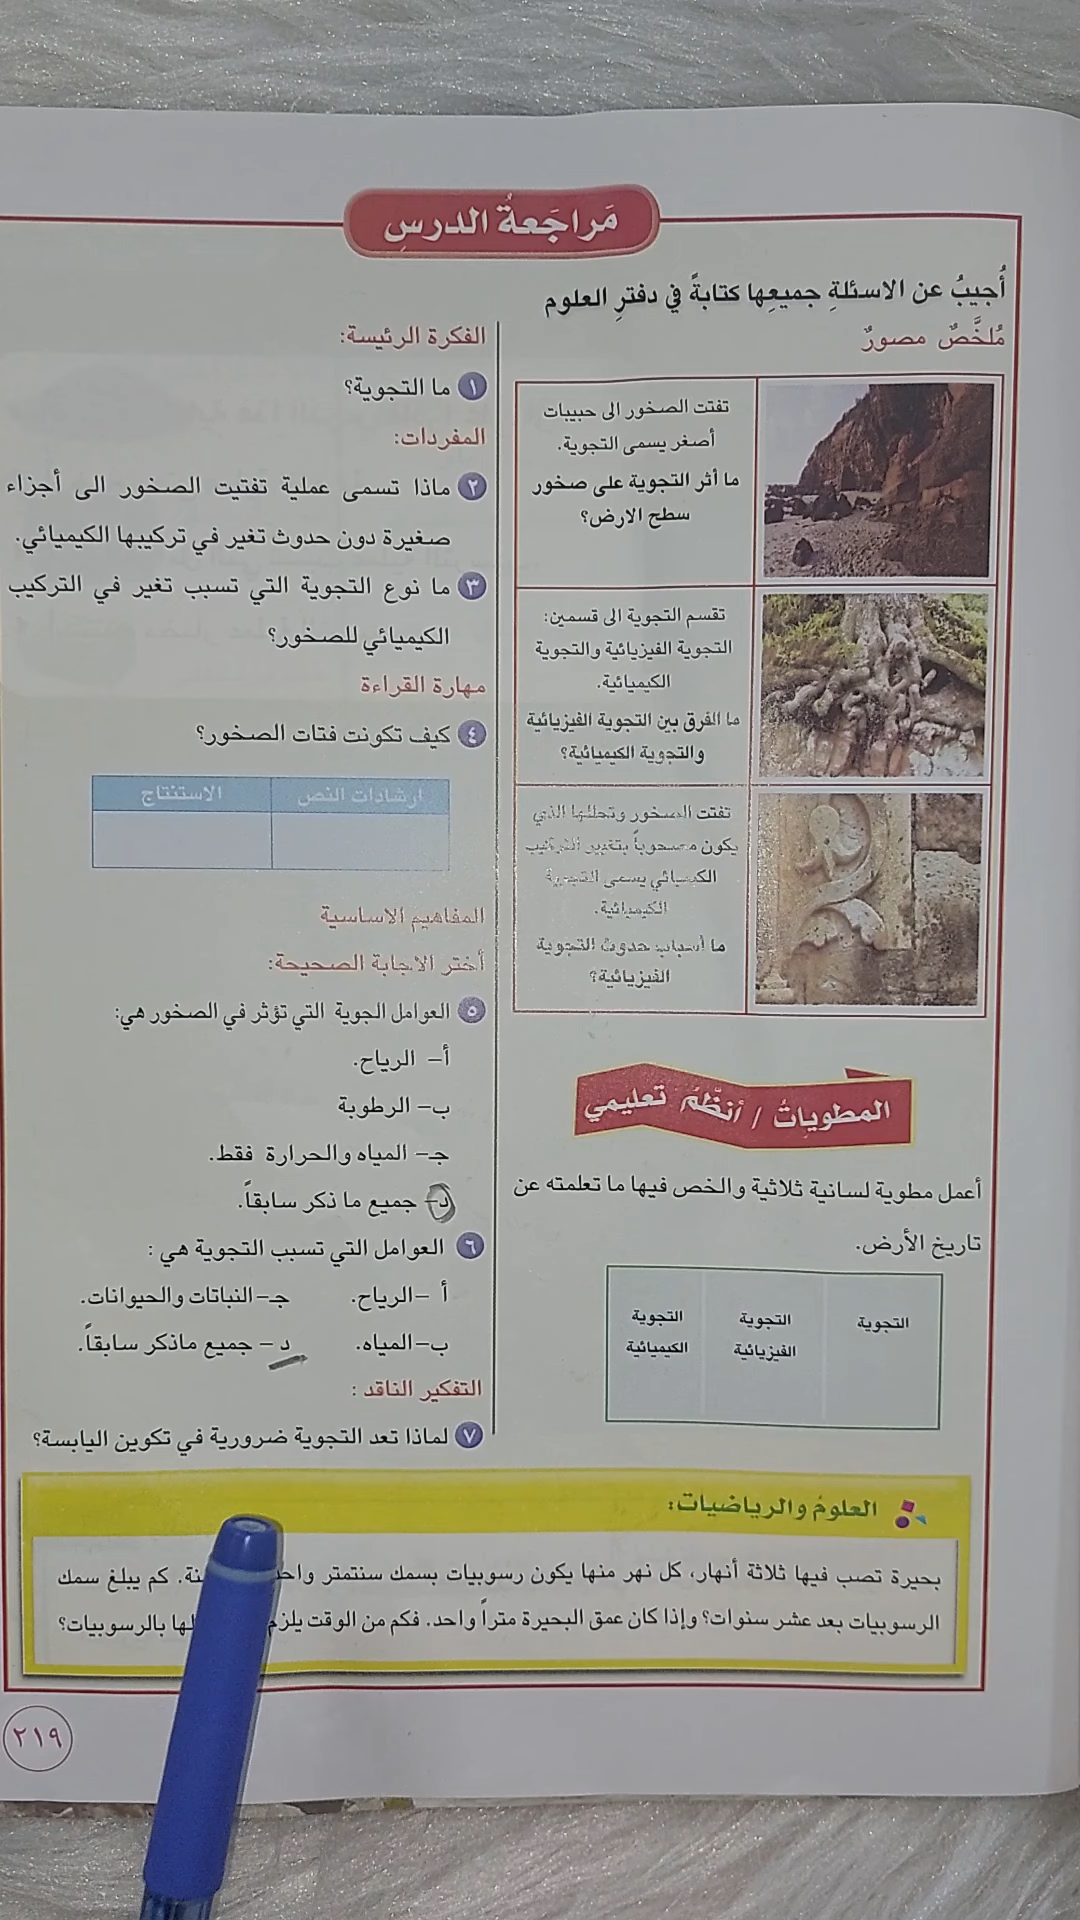 مَراجَعةُ الدرسِ
أُجيبُ عن الاسئلةِ جميعِها كتابةً في دفترِ العلوم
مُلخَّصٌ مصورٌ
تفتت الصخور الى حبيبات
أصغر يسمى التجوية.
ما أثر التجوية على صخور
سطح الارض؟
تقسم التجوية الى قسمين:
التجوية الفيزيائية والتجوية
الكيميائية.
ما الفرق بين التجوية الفيزيائية
والتجوية الكيميائية؟
تفتت الصخور وتحللها الذي
يكون مصحوباً بتغيير التركيب
الكيميائي يسمى التجوية
الكيميائية.
ما أسباب حدوث التجوية
الفيزيائية؟
المطوياتُ / أنظّمُ تعليمي
أعمل مطوية لسانية ثلاثية والخص فيها ما تعلمته عن
تاريخ الأرض.
التجوية
التجوية
الفيزيائية
التجوية
الكيميائية
الفكرة الرئيسة:
١ ما التجوية؟
المفردات:
٢ ماذا تسمى عملية تفتيت الصخور الى أجزاء
صغيرة دون حدوث تغير في تركيبها الكيميائي.
٣ ما نوع التجوية التي تسبب تغير في التركيب
الكيميائي للصخور؟
مهارة القراءة
٤ كيف تكونت فتات الصخور؟
ارشادات النص الاستنتاج
المفاهيم الاساسية
أختر الاجابة الصحيحة:
٥ العوامل الجوية التي تؤثر في الصخور هي:
أ- الرياح.
ب- الرطوبة
جـ- المياه والحرارة فقط.
د- جميع ما ذكر سابقاً.
٦ العوامل التي تسبب التجوية هي :
أ -الرياح. جـ-النباتات والحيوانات.
ب-المياه. د- جميع ماذكر سابقاً.
التفكير الناقد :
٧ لماذا تعد التجوية ضرورية في تكوين اليابسة؟
العلومُ والرياضيات:
بحيرة تصب فيها ثلاثة أنهار، كل نهر منها يكون رسوبيات بسمك سنتمتر كم يبلغ سمك
الرسوبيات بعد عشر سنوات؟ وإذا كان عمق البحيرة متراً واحد. فكم من الوقت يلزم بالرسوبيات؟
٢١٩